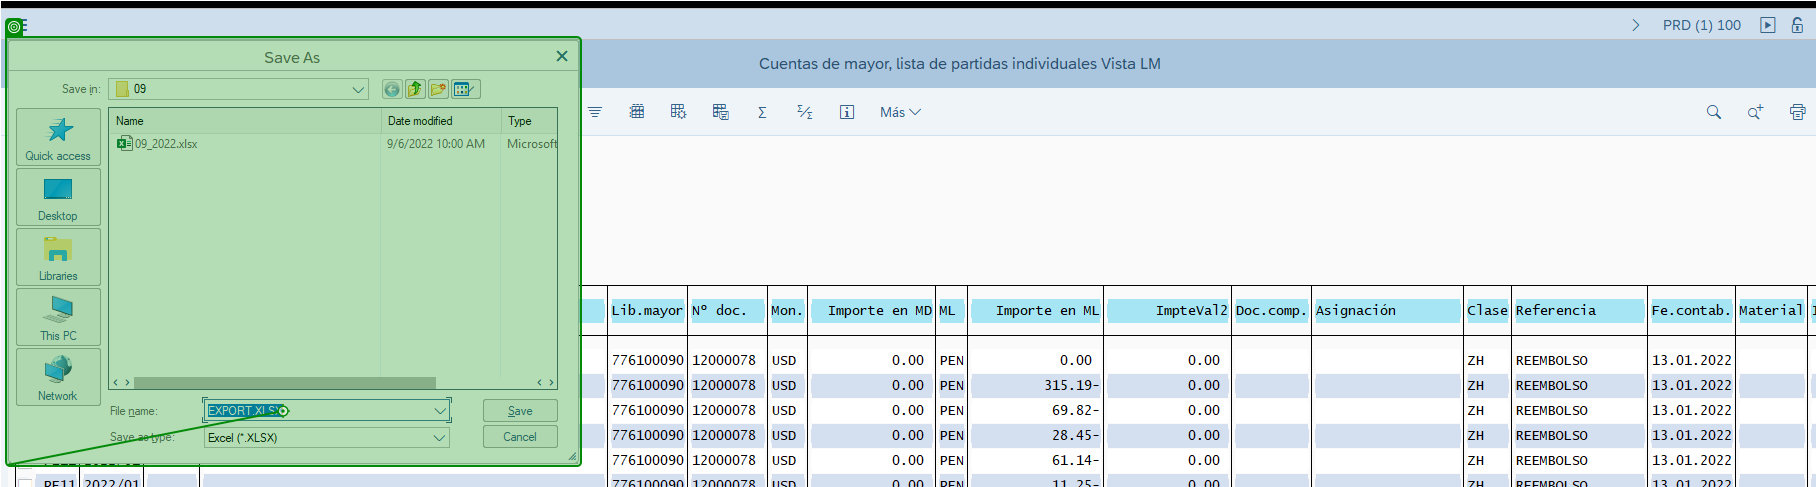 PRD (1) 100
Save As
Cuentas de mayor, lista de partidas individuales Vista LM
Save in:
09
Más
Name Date modified Type
09_2022.xlsx 9/6/2022 10:00 AM Microsoft
Quick access
Desktop
Libraries
This PC
Network
File name: EXPORT.XLSX Save
Save as type: Excel (*.XLSX) Cancel
Lib.mayor Nº doc. Mon. Importe en MD ML Importe en ML ImpteVal2 Doc.comp. Asignación Clase Referencia Fe.contab. Material
776100090 12000078 USD 0.00 PEN 0.00 0.00 ZH REEMBOLSO 13.01.2022
776100090 12000078 USD 0.00 PEN 315.19- 0.00 ZH REEMBOLSO 13.01.2022
776100090 12000078 USD 0.00 PEN 69.82- 0.00 ZH REEMBOLSO 13.01.2022
776100090 12000078 USD 0.00 PEN 28.45- 0.00 ZH REEMBOLSO 13.01.2022
776100090 12000078 USD 0.00 PEN 61.14- 0.00 ZH REEMBOLSO 13.01.2022
PE11 2022/01 776100090 12000078 USD 0.00 PEN 11.25- 0.00 ZH REEMBOLSO 13.01.2022